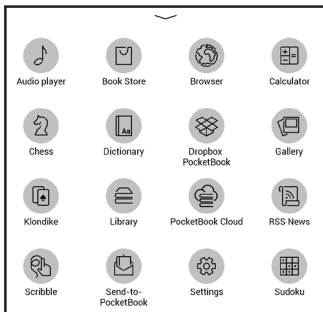 Audio player
Book Store
Browser
Calculator
Chess
Aa
Dictionary
Dropbox
PocketBook
Gallery
Klondike
Library
PocketBook Cloud
RSS News
Scribble
Send-to-
PocketBook
Settings
Sudoku